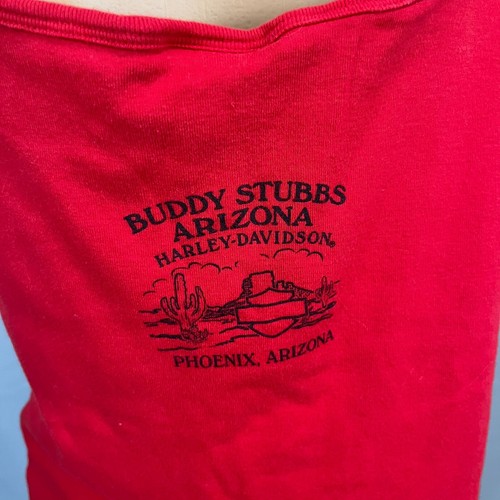 BUDDY STUBBS
ARIZONA
HARLEY-DAVIDSON®
PHOENIX, ARIZONA